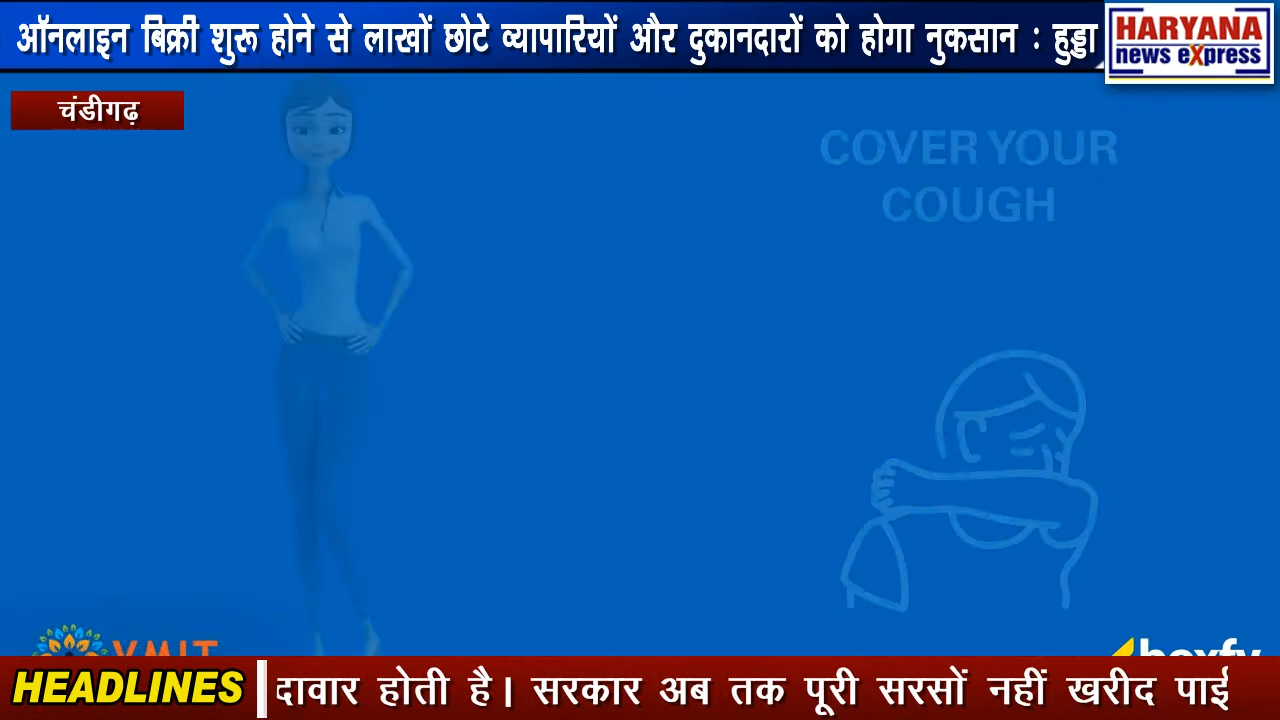 ऑनलाइन बिक्री शुरू होने से लाखों छोटे व्यापारियों और दुकानदारों को होगा नुकसान : हुड्डा
HARYANA
news eXpress
चंडीगढ़
COVER YOUR
COUGH
HEADLINES
दावार होती है। सरकार अब तक पूरी सरसों नहीं खरीद पाई